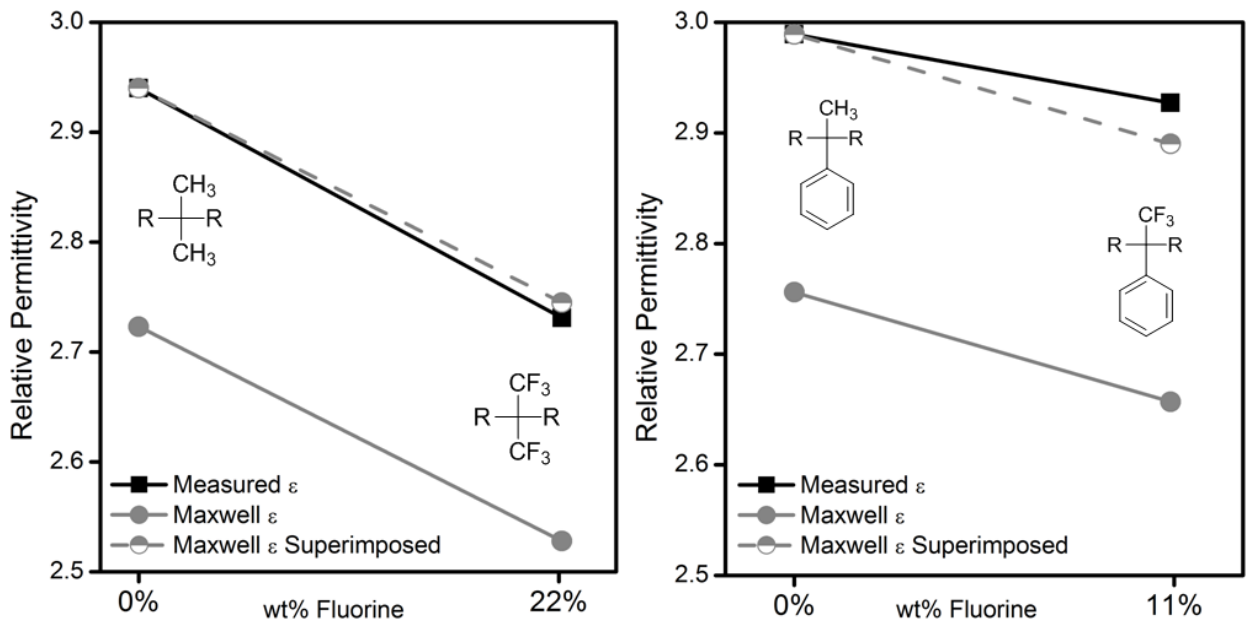 3.0
2.9
2.8
2.7
2.6
2.5
Relative Permittivity
CH₃
R R
CH₃
CF₃
R R
CF₃
Measured ε
Maxwell ε
Maxwell ε Superimposed
0% wt% Fluorine 22%
3.0
2.9
2.8
2.7
2.6
2.5
Relative Permittivity
CH₃
R R
CF₃
R R
Measured ε
Maxwell ε
Maxwell ε Superimposed
0% wt% Fluorine 11%